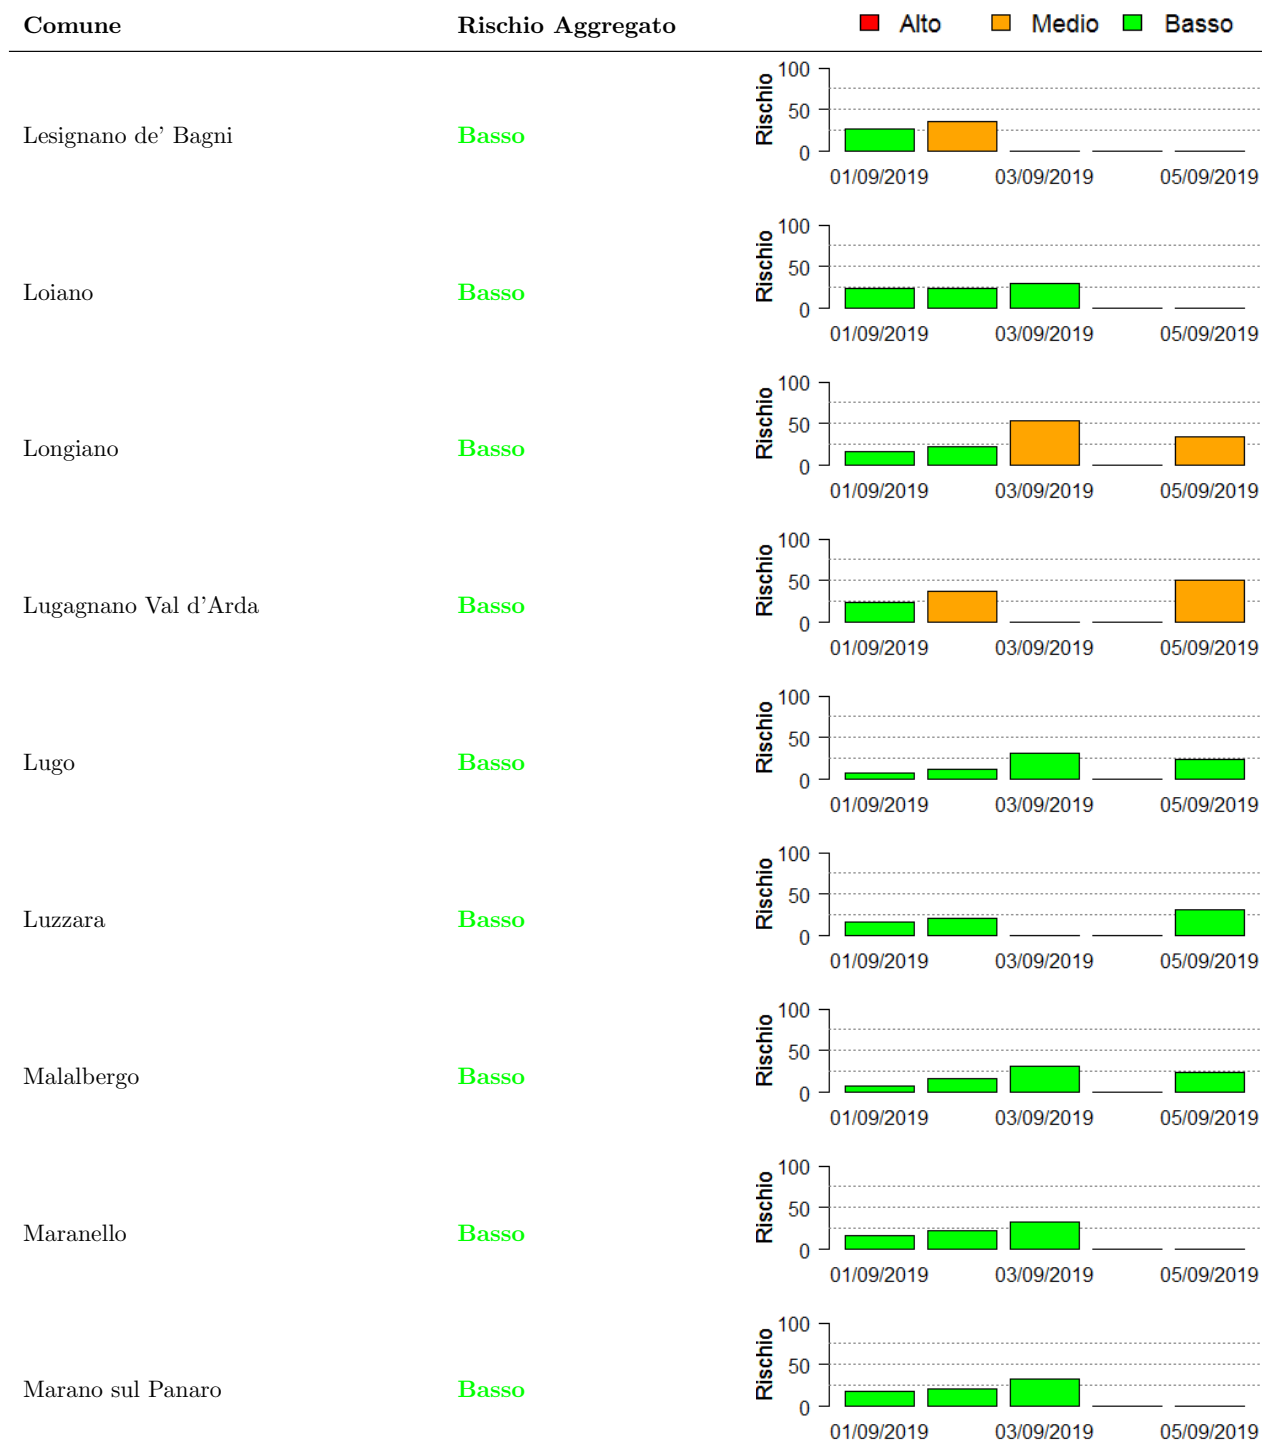 Comune Rischio Aggregato Alto Medio Basso
Lesignano de' Bagni Basso Rischio 100 50 0
01/09/2019 03/09/2019 05/09/2019
Loiano Basso Rischio 100 50 0
01/09/2019 03/09/2019 05/09/2019
Longiano Basso Rischio 100 50 0
01/09/2019 03/09/2019 05/09/2019
Lugagnano Val d'Arda Basso Rischio 100 50 0
01/09/2019 03/09/2019 05/09/2019
Lugo Basso Rischio 100 50 0
01/09/2019 03/09/2019 05/09/2019
Luzzara Basso Rischio 100 50 0
01/09/2019 03/09/2019 05/09/2019
Malalbergo Basso Rischio 100 50 0
01/09/2019 03/09/2019 05/09/2019
Maranello Basso Rischio 100 50 0
01/09/2019 03/09/2019 05/09/2019
Marano sul Panaro Basso Rischio 100 50 0
01/09/2019 03/09/2019 05/09/2019